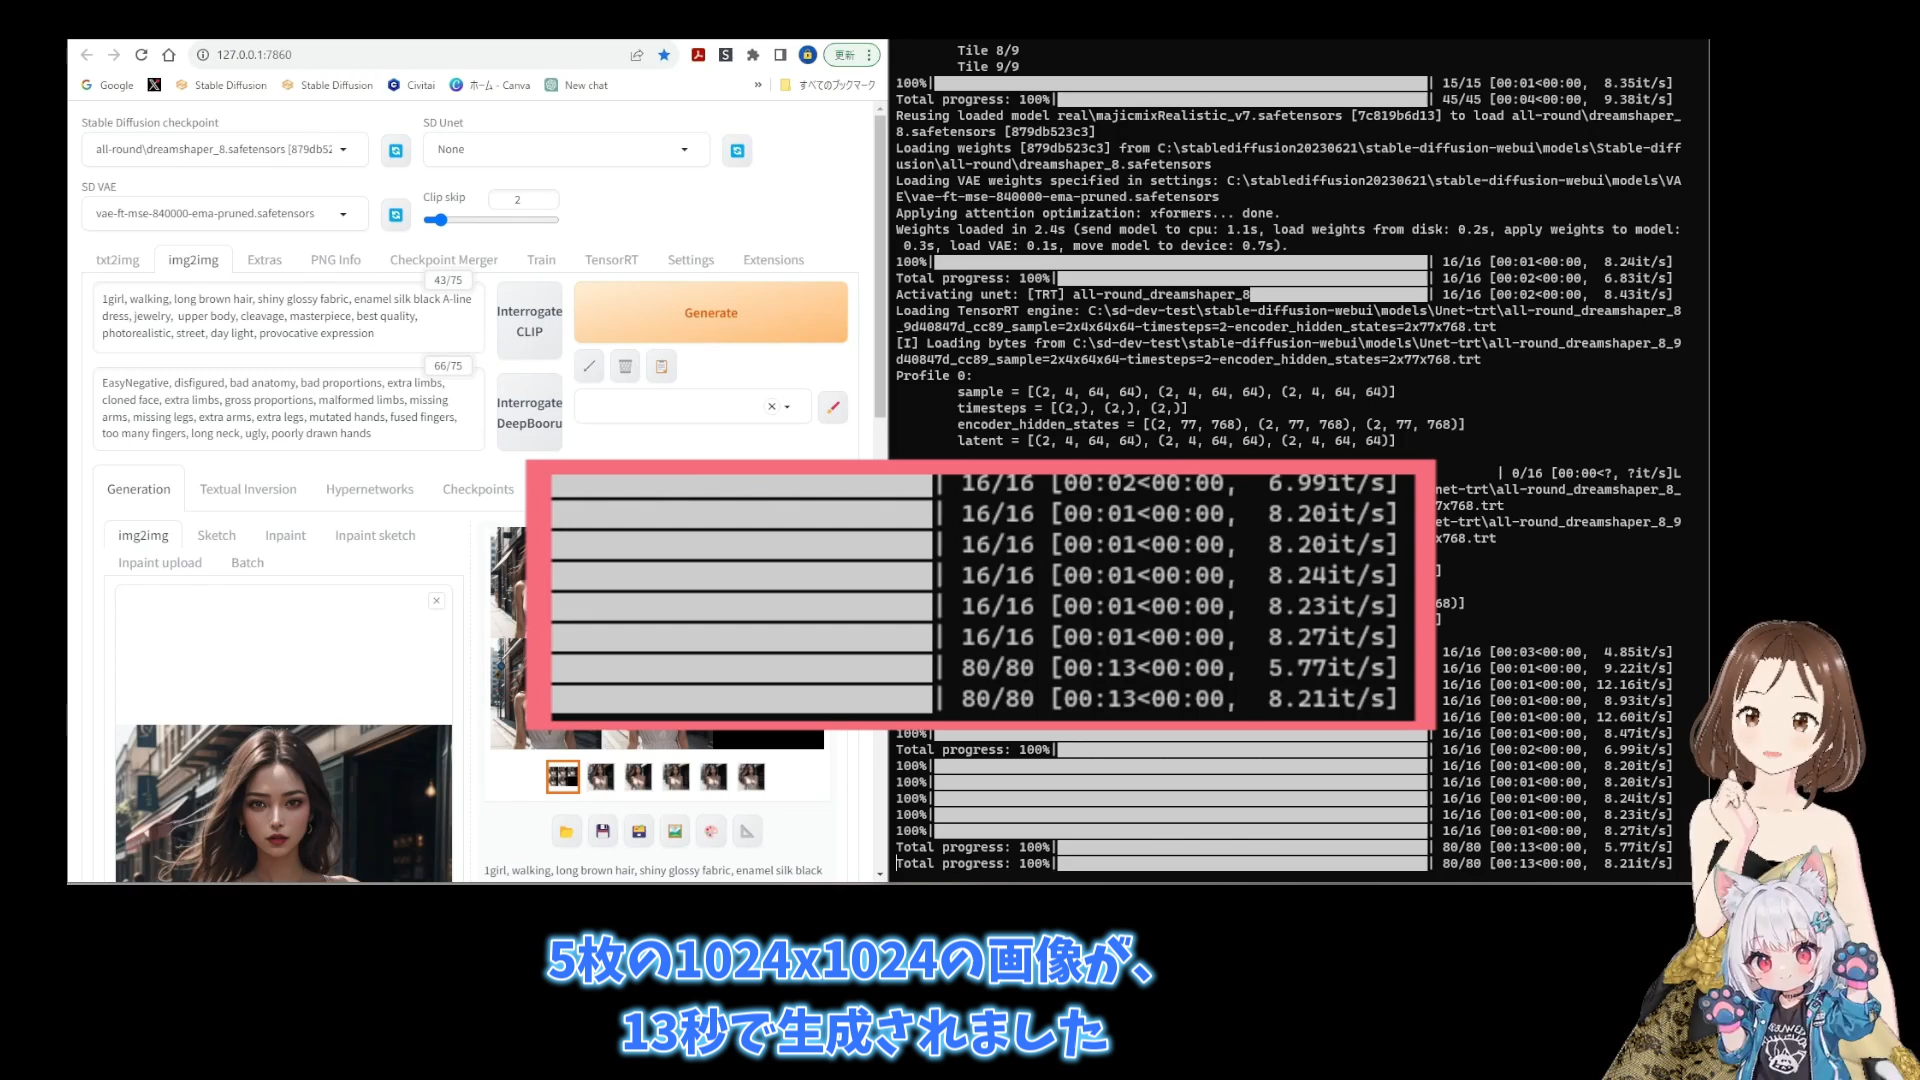 127.0.0.1:7860
更新
Google
Stable Diffusion
Stable Diffusion
Civitai
ホーム - Canva
New chat
»
すべてのブックマーク
Stable Diffusion checkpoint
SD Unet
all-round\dreamshaper_8.safetensors [879db52
None
SD VAE
Clip skip
2
vae-ft-mse-840000-ema-pruned.safetensors
txt2img
img2img
Extras
PNG Info
Checkpoint Merger
Train
TensorRT
Settings
Extensions
43/75
1girl, walking, long brown hair, shiny glossy fabric, enamel silk black A-line
dress, jewelry, upper body, cleavage, masterpiece, best quality,
photorealistic, street, day light, provocative expression
Interrogate
CLIP
Generate
66/75
EasyNegative, disfigured, bad anatomy, bad proportions, extra limbs,
cloned face, extra limbs, gross proportions, malformed limbs, missing
arms, missing legs, extra arms, extra legs, mutated hands, fused fingers,
too many fingers, long neck, ugly, poorly drawn hands
Interrogate
DeepBooru
Generation
Textual Inversion
Hypernetworks
Checkpoints
img2img
Sketch
Inpaint
Inpaint sketch
Inpaint upload
Batch
1girl, walking, long brown hair, shiny glossy fabric, enamel silk black
Tile 8/9
Tile 9/9
100%| | 15/15 [00:01<00:00, 8.35it/s]
Total progress: 100%| | 45/45 [00:04<00:00, 9.38it/s]
Reusing loaded model real\majicmixRealistic_v7.safetensors [7c819b6d13] to load all-round\dreamshaper_
8.safetensors [879db523c3]
Loading weights [879db523c3] from C:\stablediffusion20230621\stable-diffusion-webui\models\Stable-diff
usion\all-round\dreamshaper_8.safetensors
Loading VAE weights specified in settings: C:\stablediffusion20230621\stable-diffusion-webui\models\VA
E\vae-ft-mse-840000-ema-pruned.safetensors
Applying attention optimization: xformers... done.
Weights loaded in 2.4s (send model to cpu: 1.1s, load weights from disk: 0.2s, apply weights to model:
0.3s, load VAE: 0.1s, move model to device: 0.7s).
100%| | 16/16 [00:01<00:00, 8.24it/s]
Total progress: 100%| | 16/16 [00:02<00:00, 6.83it/s]
Activating unet: [TRT] all-round_dreamshaper_8 | 16/16 [00:02<00:00, 8.43it/s]
Loading TensorRT engine: C:\sd-dev-test\stable-diffusion-webui\models\Unet-trt\all-round_dreamshaper_8
_9d40847d_cc89_sample=2x4x64x64-timesteps=2-encoder_hidden_states=2x77x768.trt
[I] Loading bytes from C:\sd-dev-test\stable-diffusion-webui\models\Unet-trt\all-round_dreamshaper_8_9
d40847d_cc89_sample=2x4x64x64-timesteps=2-encoder_hidden_states=2x77x768.trt
Profile 0:
sample = [(2, 4, 64, 64), (2, 4, 64, 64), (2, 4, 64, 64)]
timesteps = [(2,), (2,), (2,)]
encoder_hidden_states = [(2, 77, 768), (2, 77, 768), (2, 77, 768)]
latent = [(2, 4, 64, 64), (2, 4, 64, 64), (2, 4, 64, 64)]
| 0/16 [00:00<?, ?it/s]L
net-trt\all-round_dreamshaper_8_
7x768.trt
et-trt\all-round_dreamshaper_8_9
x768.trt
]
68)]
]
16/16 [00:03<00:00, 4.85it/s]
16/16 [00:01<00:00, 9.22it/s]
16/16 [00:01<00:00, 12.16it/s]
16/16 [00:01<00:00, 8.93it/s]
16/16 [00:01<00:00, 12.60it/s]
100%| 16/16 [00:01<00:00, 8.47it/s]
Total progress: 100%| | 16/16 [00:02<00:00, 6.99it/s]
100%| | 16/16 [00:01<00:00, 8.20it/s]
100%| | 16/16 [00:01<00:00, 8.20it/s]
100%| | 16/16 [00:01<00:00, 8.24it/s]
100%| | 16/16 [00:01<00:00, 8.23it/s]
100%| | 16/16 [00:01<00:00, 8.27it/s]
Total progress: 100%| | 80/80 [00:13<00:00, 5.77it/s]
Total progress: 100%| | 80/80 [00:13<00:00, 8.21it/s]
| 16/16 [00:02<00:00, 6.99it/s]
| 16/16 [00:01<00:00, 8.20it/s]
| 16/16 [00:01<00:00, 8.20it/s]
| 16/16 [00:01<00:00, 8.24it/s]
| 16/16 [00:01<00:00, 8.23it/s]
| 16/16 [00:01<00:00, 8.27it/s]
| 80/80 [00:13<00:00, 5.77it/s]
| 80/80 [00:13<00:00, 8.21it/s]
5枚の1024x1024の画像が、
13秒で生成されました